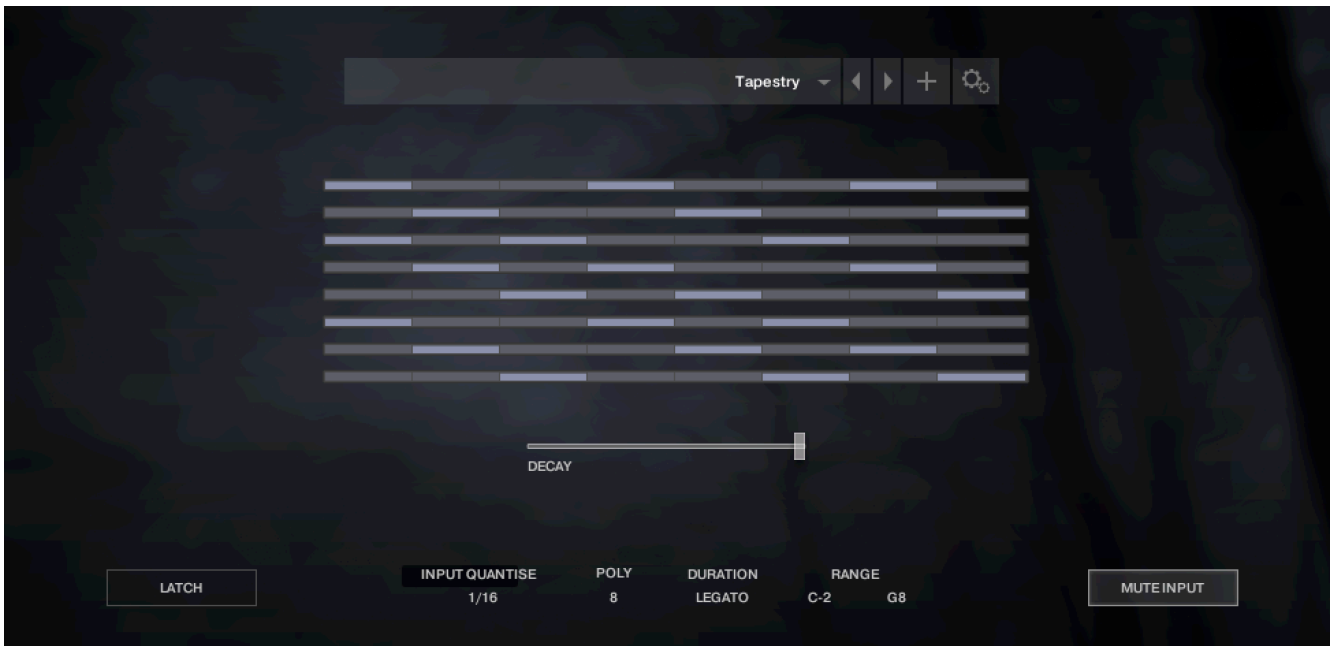 Tapestry
DECAY
LATCH
INPUT QUANTISE
1/16
POLY
8
DURATION
LEGATO
RANGE
C-2 G8
MUTE INPUT